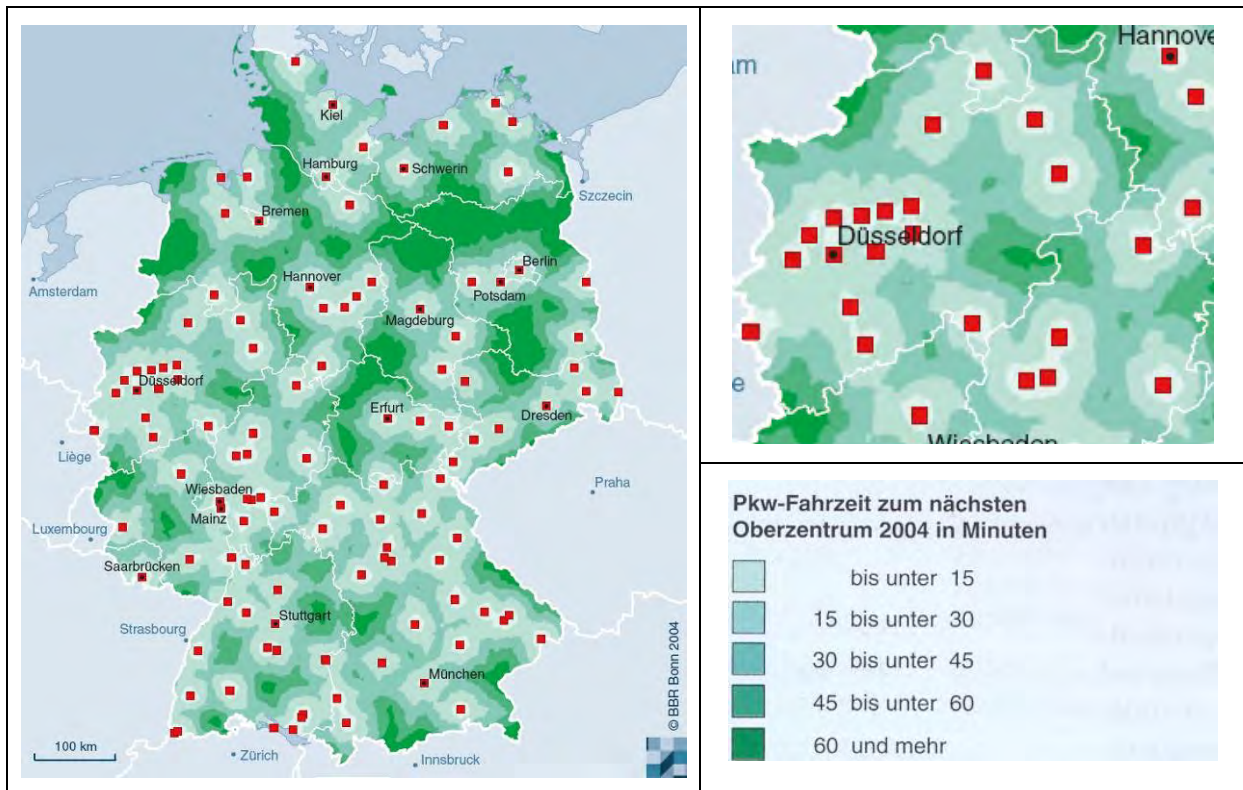 Kiel
Hamburg
Schwerin
Szczecin
Bremen
Berlin
Hannover
Potsdam
Amsterdam
Magdeburg
Düsseldorf
Erfurt
Dresden
Liège
Wiesbaden
Praha
Mainz
Luxembourg
Saarbrücken
Stuttgart
Strasbourg
München
100 km
Zürich
Innsbruck
© BBR Bonn 2004
Hannove
am
Düsseldorf
e
Wiesbaden
Pkw-Fahrzeit zum nächsten
Oberzentrum 2004 in Minuten
bis unter 15
15 bis unter 30
30 bis unter 45
45 bis unter 60
60 und mehr